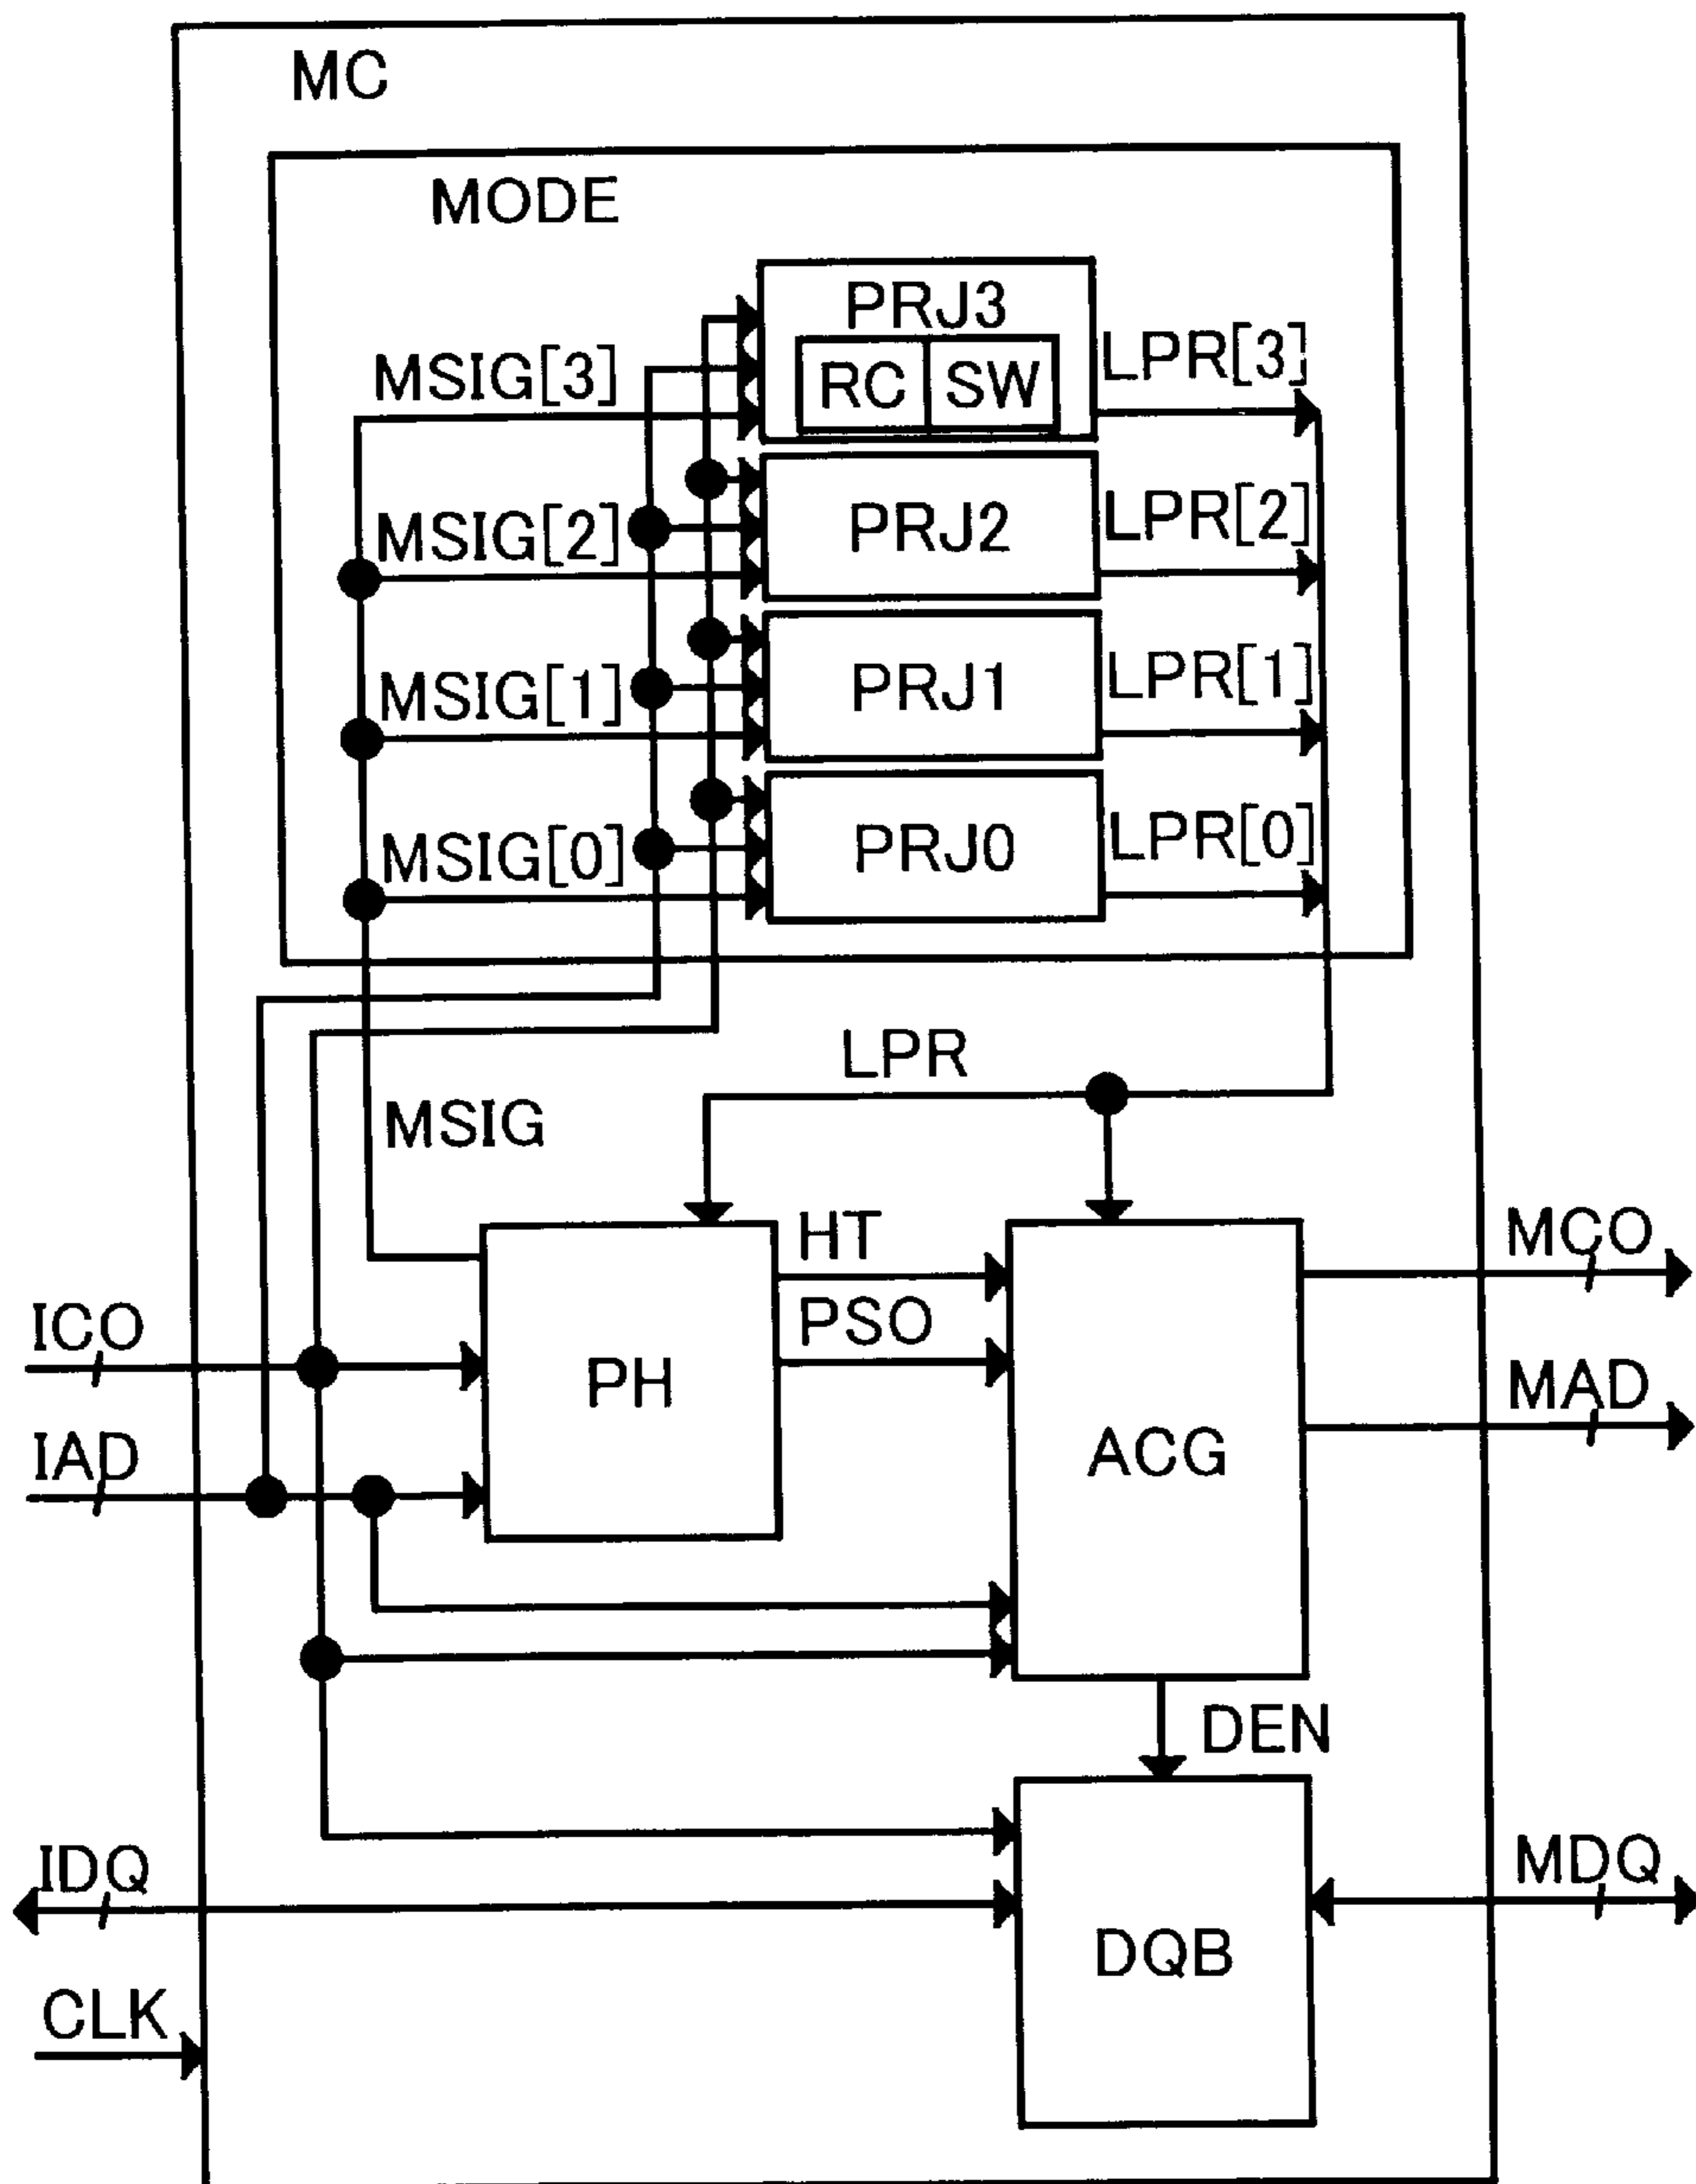 MC
MODE
PRJ3
RC SW
MSIG[3]
LPR[3]
MSIG[2]
PRJ2
LPR[2]
MSIG[1]
PRJ1
LPR[1]
MSIG[0]
PRJ0
LPR[0]
LPR
MSIG
HT
MCO
ICO
PSO
PH
MAD
IAD
ACG
DEN
IDQ
MDQ
DQB
CLK